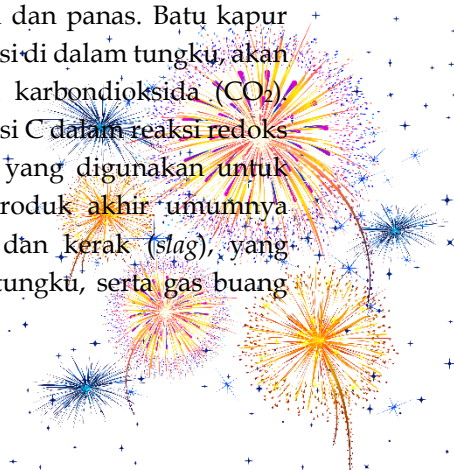 dan panas. Batu kapur
si di dalam tungku, akan
karbondioksida (CO₂),
si C dalam reaksi redoks
yang digunakan untuk
roduk akhir umumnya
dan kerak (slag), yang
tungku, serta gas buang